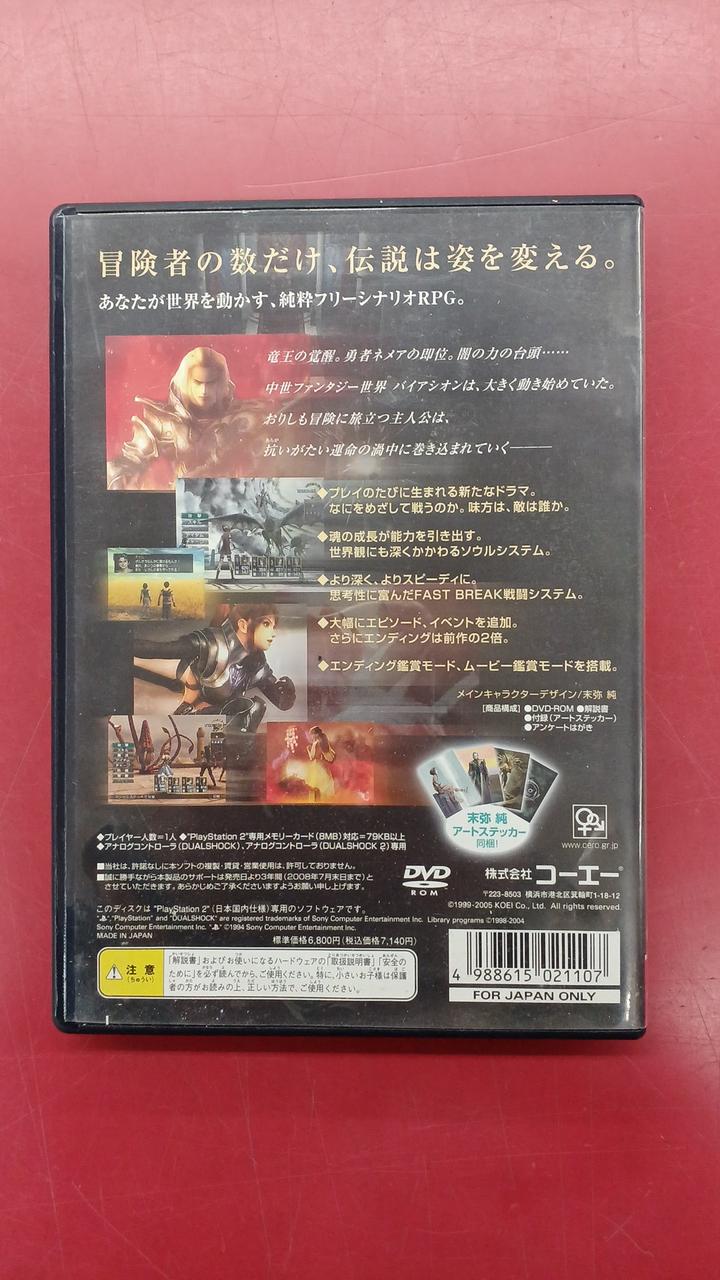 冒険者の数だけ、伝説は姿を変える。
あなたが世界を動かす、純粋フリーシナリオRPG。
竜王の覚醒。勇者ネメアの即位。闇の力の台頭……
中世ファンタジー世界 バイアシオンは、大きく動き始めていた。
おりしも冒険に旅立つ主人公は、
抗いがたい運命の渦中に巻き込まれていく———
◆プレイのたびに生まれる新たなドラマ。
なにをめざして戦うのか。味方は、敵は誰か。
◆魂の成長が能力を引き出す。
世界観にも深くかかわるソウルシステム。
◆より深く、よりスピーディに。
思考性に富んだFAST BREAK戦闘システム。
◆大幅にエピソード、イベントを追加。
さらにエンディングは前作の2倍。
◆エンディング鑑賞モード、ムービー鑑賞モードを搭載。
メインキャラクターデザイン/末弥 純
[商品構成] ●DVD-ROM ●解説書
●付録(アートステッカー)
●アンケートはがき
末弥 純
アートステッカー
同梱!
www.cero.gr.jp
◆プレイヤー人数=1人 ◆"PlayStation 2"専用メモリーカード(8MB)対応=79KB以上
◆アナログコントローラ(DUALSHOCK)、アナログコントローラ(DUALSHOCK 2)専用
■当社は、許諾なしに本ソフトの複製・賃貸・営業使用は、許可しておりません。
■誠に勝手ながら本製品のサポートは発売日より3年間(2008年7月末日まで)と
させていただきます。あらかじめご了承くださいますようお願い申し上げます。
DVD
ROM
株式会社 コーエー
〒223-8503 横浜市港北区箕輪町1-18-12
©1999-2005 KOEI Co., Ltd. All rights reserved.
このディスクは "PlayStation 2"(日本国内仕様)専用のソフトウェアです。
"PlayStation" and "DUALSHOCK" are registered trademarks of Sony Computer Entertainment Inc. Library programs ©1998-2004
Sony Computer Entertainment Inc. ©1994 Sony Computer Entertainment Inc.
MADE IN JAPAN
標準価格6,800円(税込価格7,140円)
注意
(ちゅうい)
「解説書」およびお使いになるハードウェアの「取扱説明書」「安全の
ために」を必ず読んでから、ご使用ください。特に、小さいお子様は保護
者の方がお読みの上、正しい方法で、ご使用ください。
4 988615 021107
FOR JAPAN ONLY